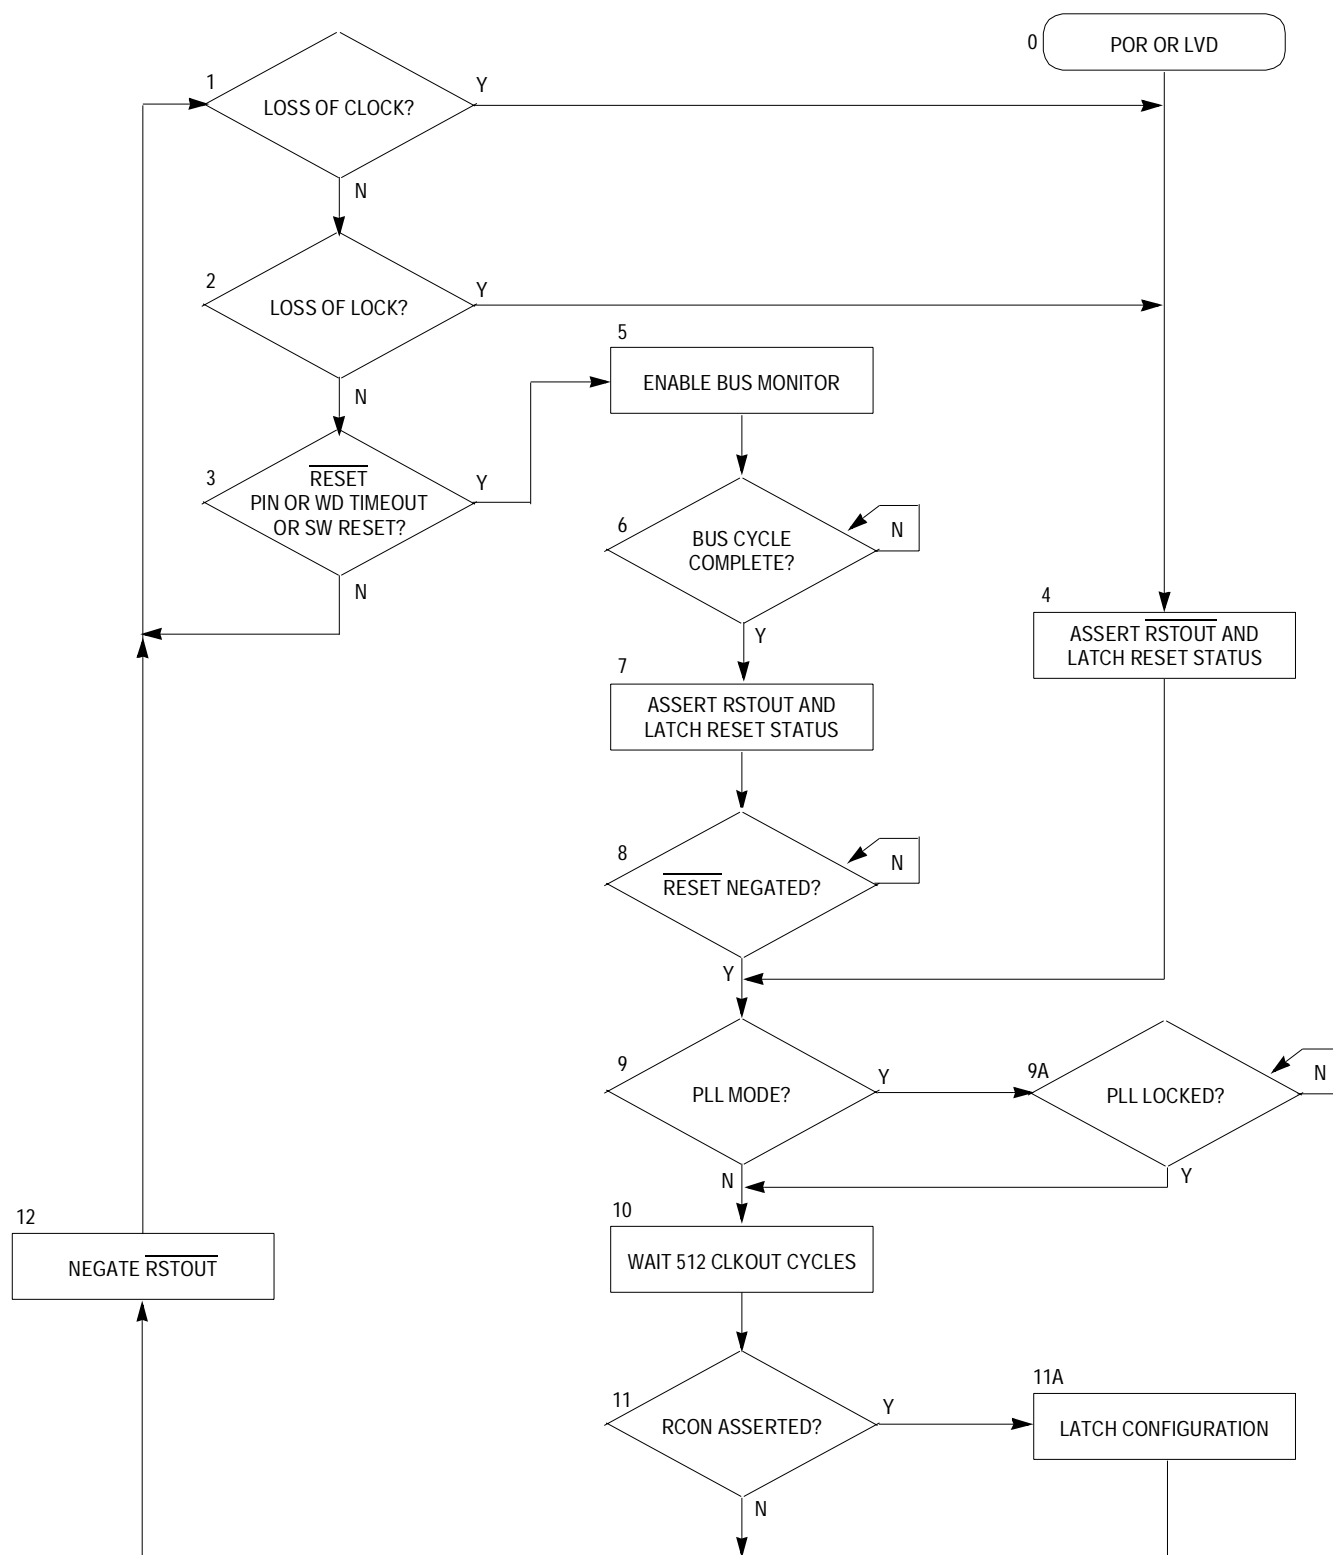 0
POR OR LVD
1
LOSS OF CLOCK?
Y
N
2
LOSS OF LOCK?
Y
N
3
RESET
PIN OR WD TIMEOUT
OR SW RESET?
Y
N
5
ENABLE BUS MONITOR
6
BUS CYCLE
COMPLETE?
N
Y
4
ASSERT RSTOUT AND
LATCH RESET STATUS
7
ASSERT RSTOUT AND
LATCH RESET STATUS
8
RESET NEGATED?
N
Y
9
PLL MODE?
Y
N
9A
PLL LOCKED?
N
Y
10
WAIT 512 CLKOUT CYCLES
12
NEGATE RSTOUT
11
RCON ASSERTED?
Y
N
11A
LATCH CONFIGURATION